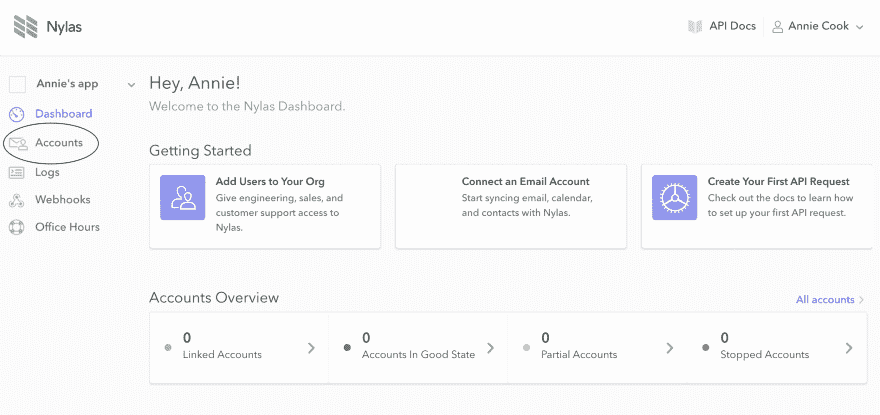 Nylas
API Docs
Annie Cook
Annie's app
Dashboard
Accounts
Logs
Webhooks
Office Hours
Hey, Annie!
Welcome to the Nylas Dashboard.
Getting Started
Add Users to Your Org
Give engineering, sales, and
customer support access to
Nylas.
Connect an Email Account
Start syncing email, calendar,
and contacts with Nylas.
Create Your First API Request
Check out the docs to learn how
to set up your first API request.
Accounts Overview
All accounts
0
Linked Accounts
0
Accounts In Good State
0
Partial Accounts
0
Stopped Accounts